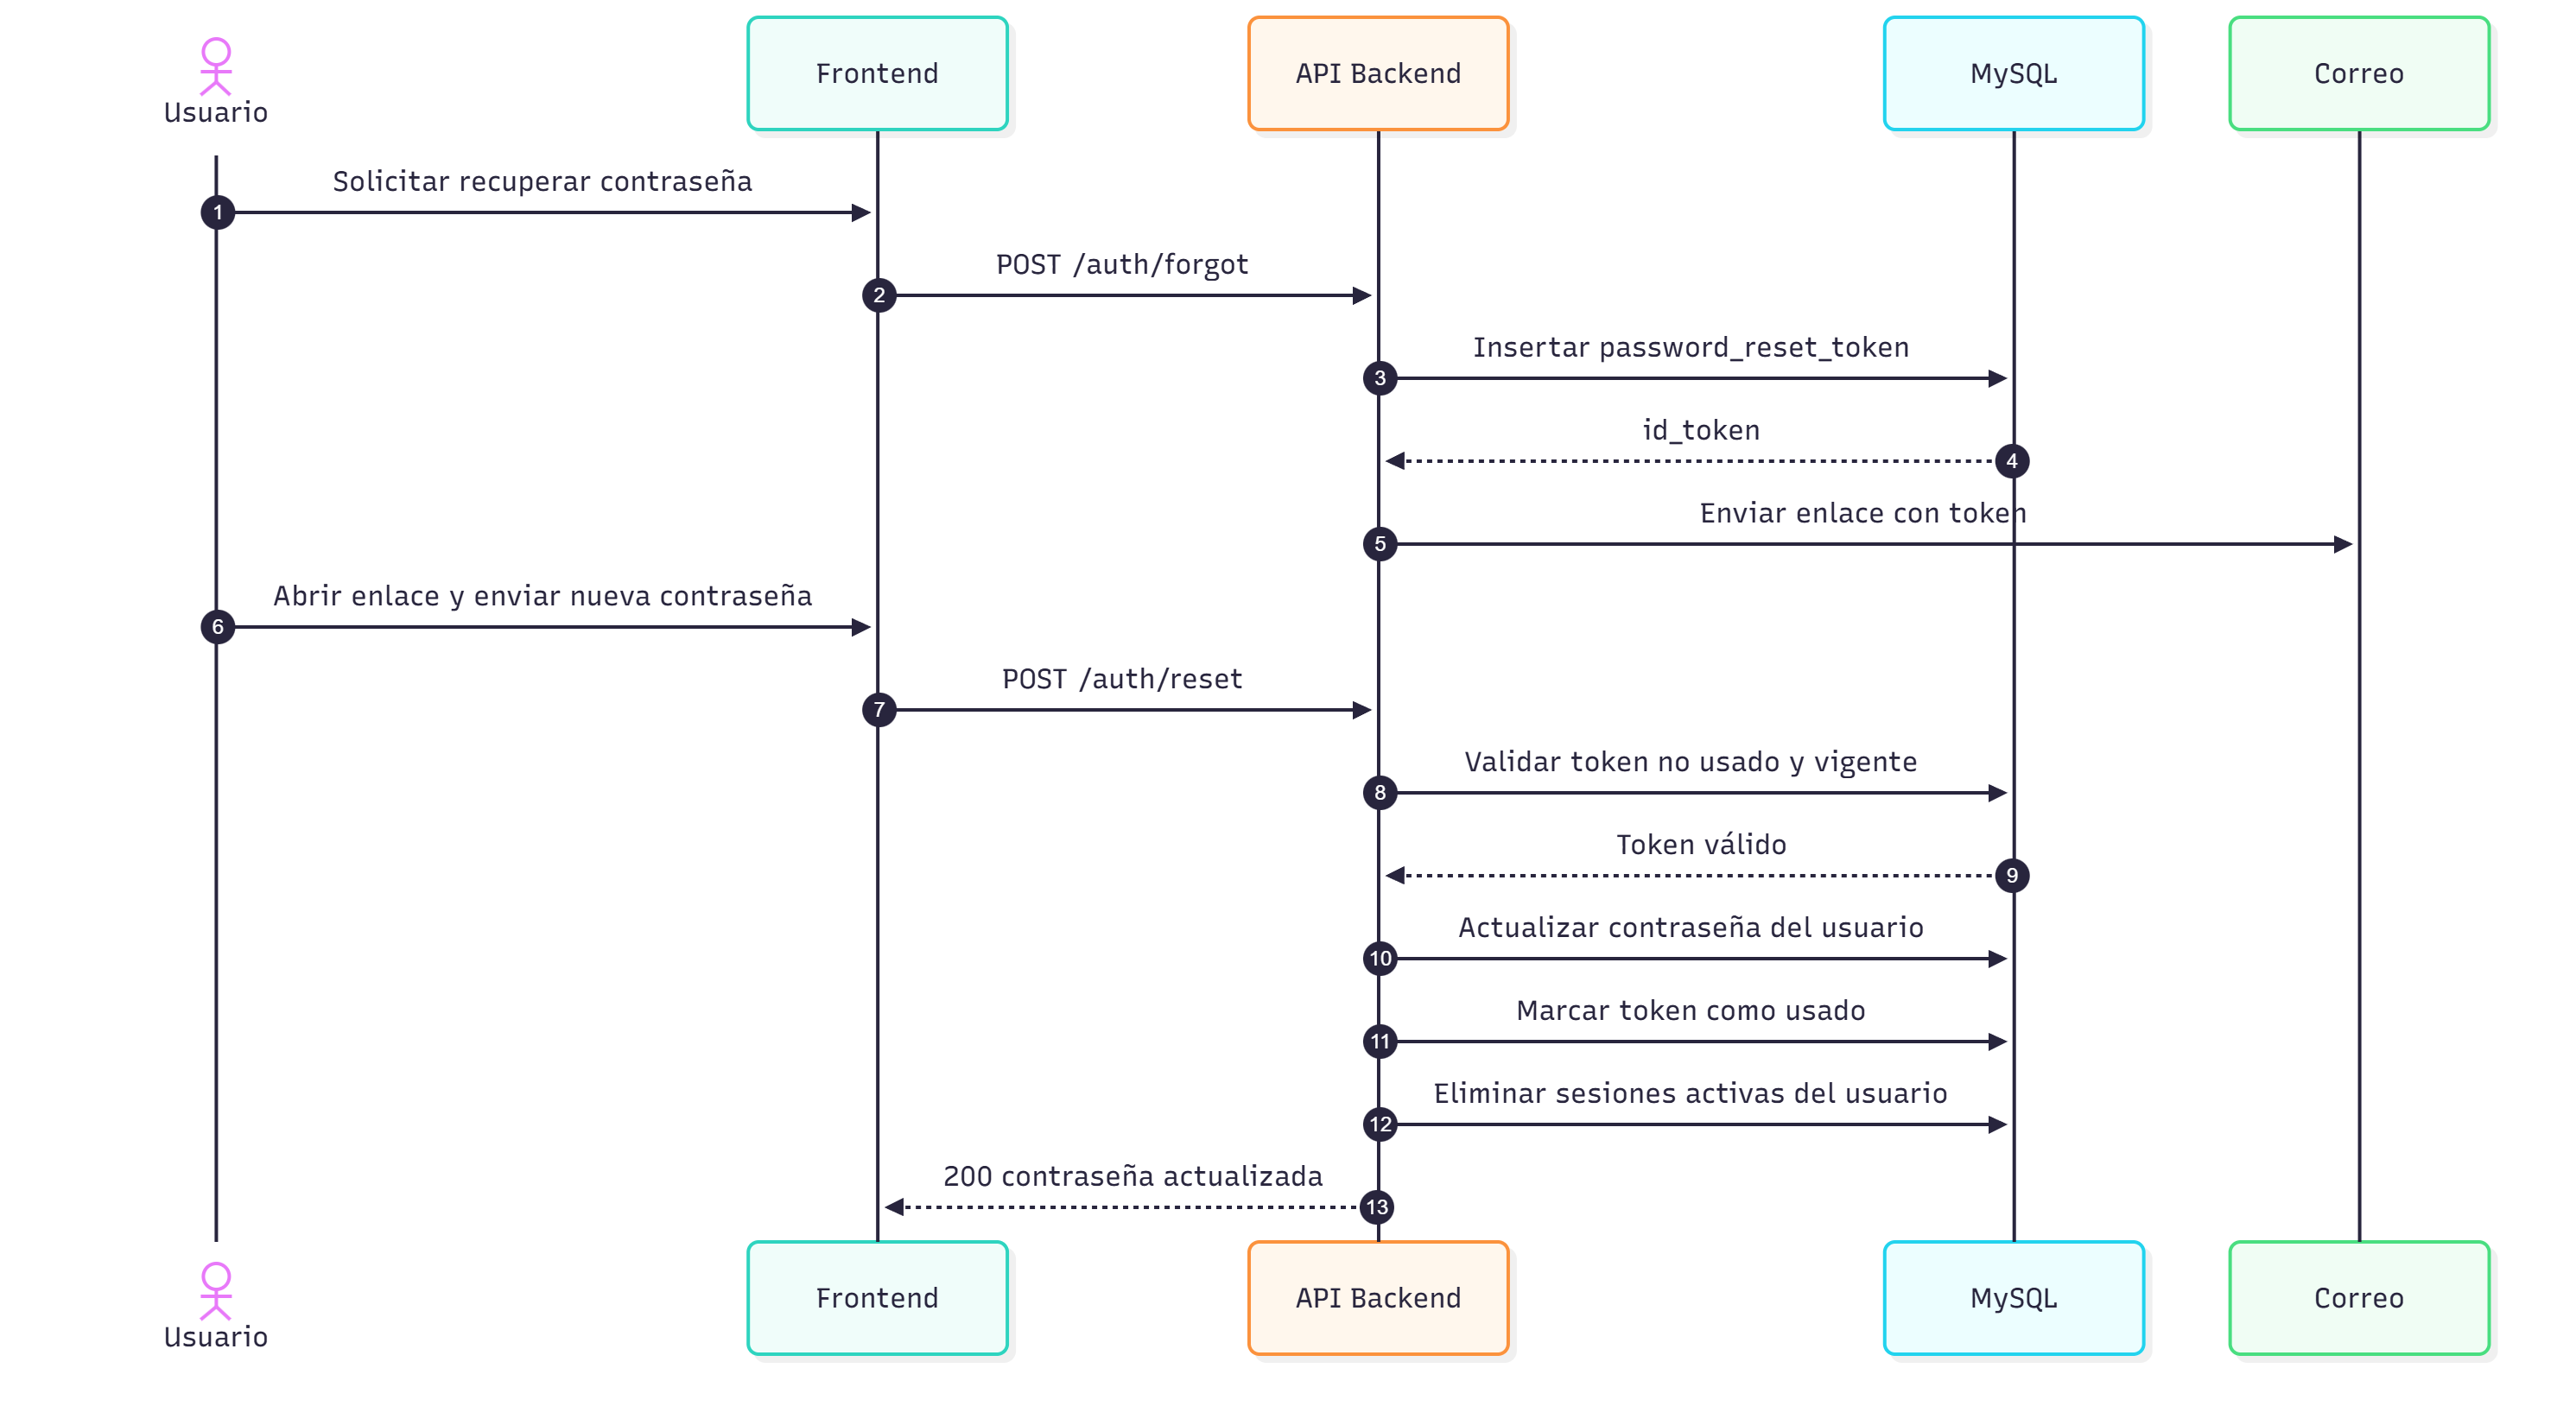 Usuario
Frontend
API Backend
MySQL
Correo
Solicitar recuperar contraseña
1
POST /auth/forgot
2
Insertar password_reset_token
3
id_token
4
Enviar enlace con token
5
Abrir enlace y enviar nueva contraseña
6
POST /auth/reset
7
Validar token no usado y vigente
8
Token válido
9
Actualizar contraseña del usuario
10
Marcar token como usado
11
Eliminar sesiones activas del usuario
12
200 contraseña actualizada
13
Usuario
Frontend
API Backend
MySQL
Correo